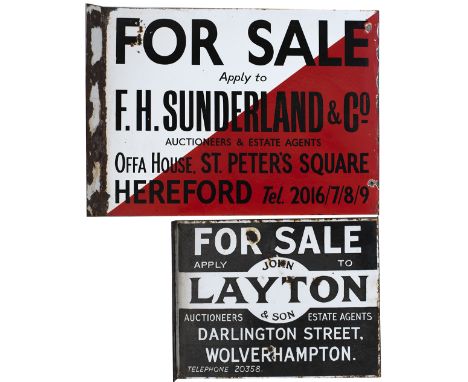 FOR SALE
Apply to
F.H. SUNDERLAND & Co
AUCTIONEERS & ESTATE AGENTS
OFFA HOUSE, ST. PETER'S SQUARE
HEREFORD Tel. 2016/7/8/9
FOR SALE
APPLY JOHN TO
LAYTON
AUCTIONEERS & SON ESTATE AGENTS
DARLINGTON STREET,
WOLVERHAMPTON.
TELEPHONE 20358.